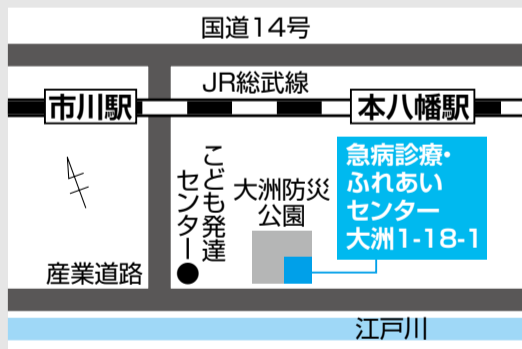 国道14号
JR総武線
市川駅
本八幡駅
こども発達
センター
大洲防災
公園
急病診療・
ふれあい
センター
大洲1-18-1
産業道路
江戸川